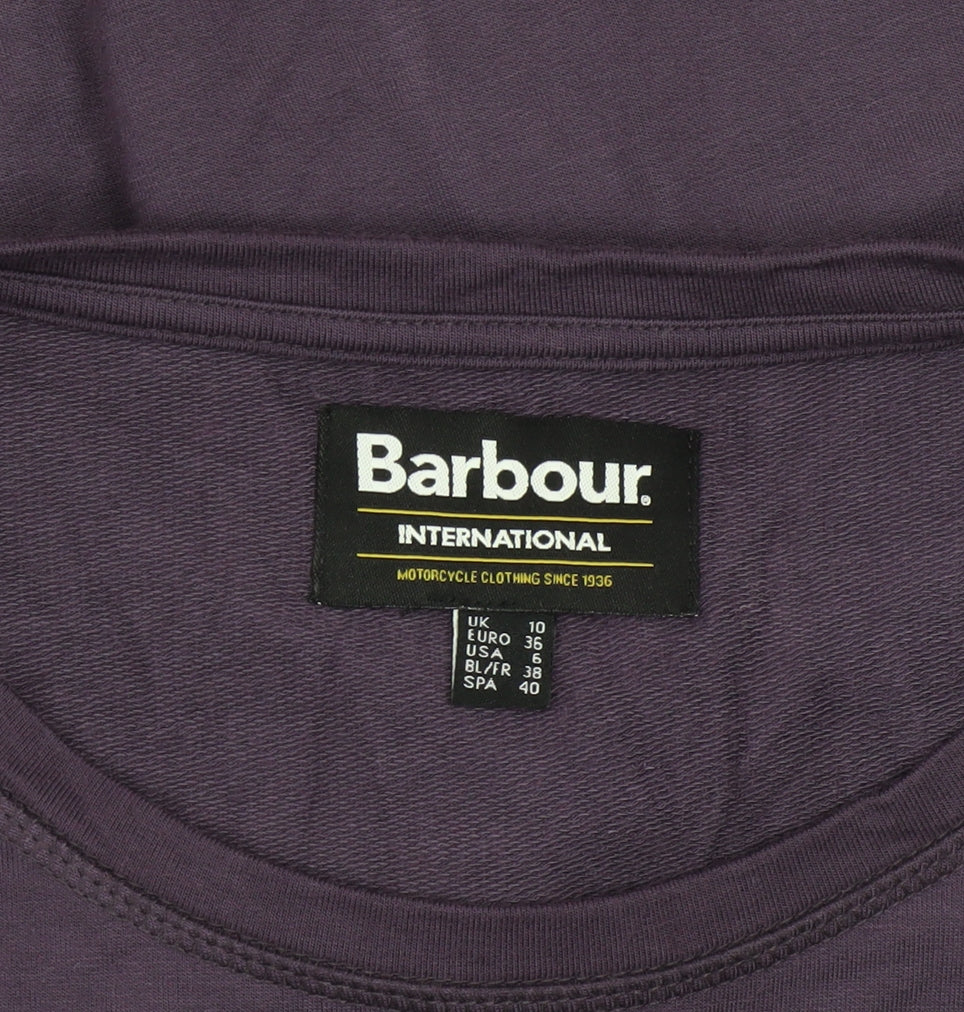 Barbour®
INTERNATIONAL
MOTORCYCLE CLOTHING SINCE 1936
UK 10
EURO 36
USA 6
BL/FR 38
SPA 40